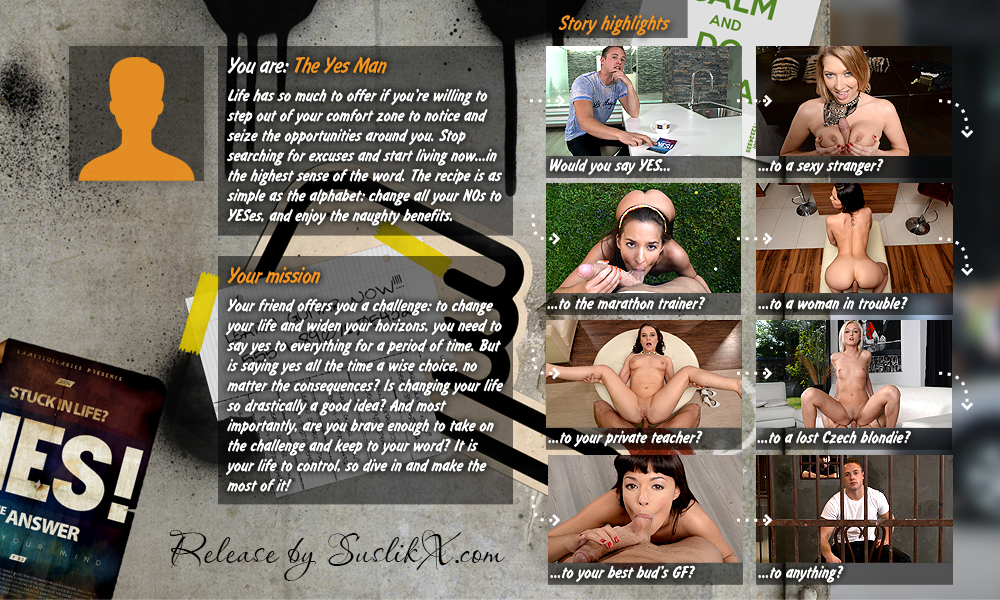 Story highlights
You are: The Yes Man
Life has so much to offer if you're willing to
step out of your comfort zone to notice and
seize the opportunities around you. Stop
searching for excuses and start living now...in
the highest sense of the word. The recipe is as
simple as the alphabet: change all your NOs to
YESes, and enjoy the naughty benefits.
Your mission
Your friend offers you a challenge: to change
your life and widen your horizons, you need to
say yes to everything for a period of time. But
is saying yes all the time a wise choice, no
matter the consequences? Is changing your life
so drastically a good idea? And most
importantly, are you brave enough to take on
the challenge and keep to your word? It is
your life to control, so dive in and make the
most of it!
Would you say YES...
...to a sexy stranger?
...to the marathon trainer?
...to a woman in trouble?
...to your private teacher?
...to a lost Czech blondie?
...to your best bud's GF?
...to anything?
AND
STUCK IN LIFE?
ANSWER
Release by SuslikX.com